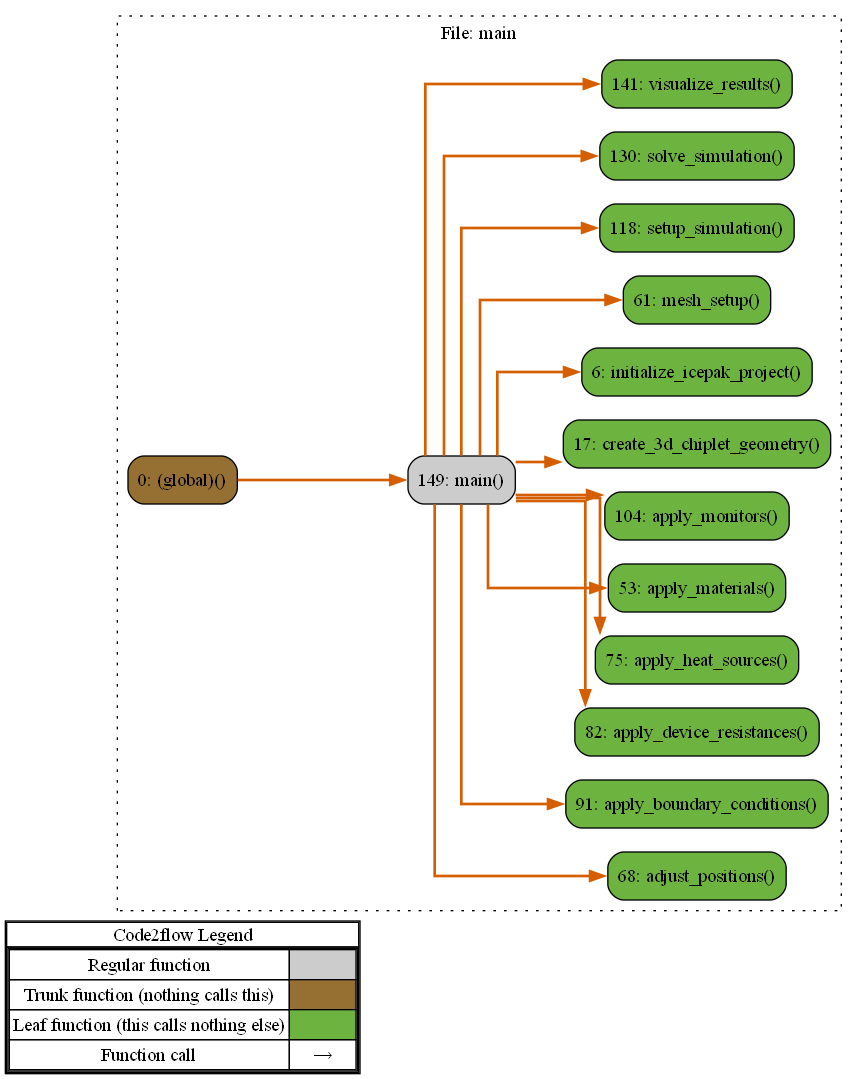 File: main
141: visualize_results()
130: solve_simulation()
118: setup_simulation()
61: mesh_setup()
6: initialize_icepak_project()
17: create_3d_chiplet_geometry()
0: (global)()
149: main()
104: apply_monitors()
53: apply_materials()
75: apply_heat_sources()
82: apply_device_resistances()
91: apply_boundary_conditions()
68: adjust_positions()
Code2flow Legend
Regular function
Trunk function (nothing calls this)
Leaf function (this calls nothing else)
Function call →